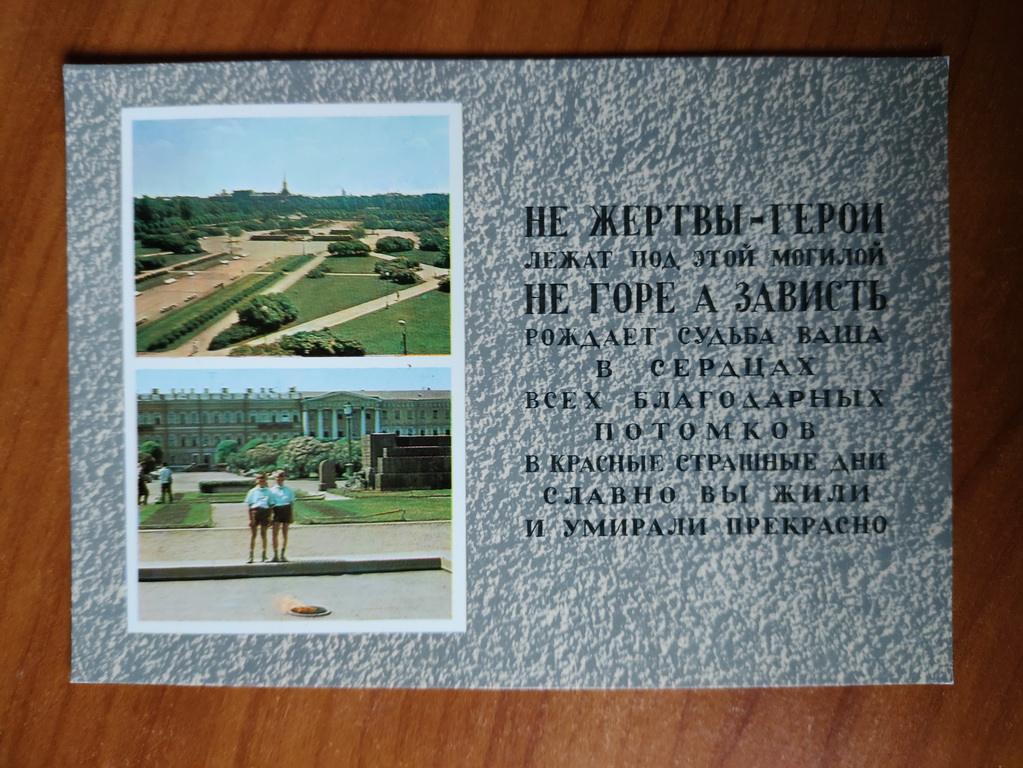 НЕ ЖЕРТВЫ-ГЕРОИ
ЛЕЖАТ ПОД ЭТОЙ МОГИЛОЙ
НЕ ГОРЕ А ЗАВИСТЬ
РОЖДАЕТ СУДЬБА ВАША
В СЕРДЦАХ
ВСЕХ БЛАГОДАРНЫХ
ПОТОМКОВ
В КРАСНЫЕ СТРАШНЫЕ ДНИ
СЛАВНО ВЫ ЖИЛИ
И УМИРАЛИ ПРЕКРАСНО